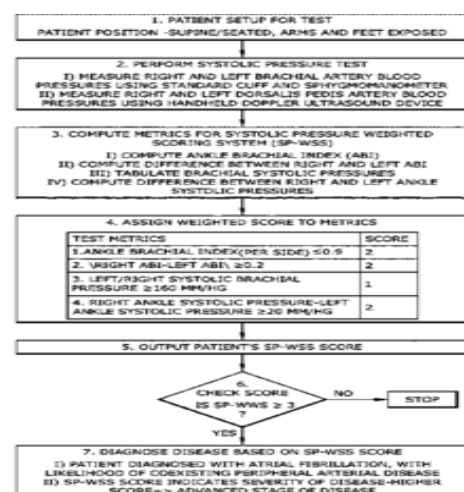 1. PATIENT SETUP FOR TEST
PATIENT POSITION -SUPINE/SEATED, ARMS AND FEET EXPOSED
2. PERFORM SYSTOLIC PRESSURE TEST
I) MEASURE RIGHT AND LEFT BRACHIAL ARTERY BLOOD
PRESSURES USING STANDARD CUFF AND SPHYGMOMANOMETER
II) MEASURE RIGHT AND LEFT DORSALIS PEDIS ARTERY BLOOD
PRESSURES USING HANDHELD DOPPLER ULTRASOUND DEVICE
3. COMPUTE METRICS FOR SYSTOLIC PRESSURE WEIGHTED
SCORING SYSTEM (SP-WSS)
I) COMPUTE ANKLE BRACHIAL INDEX (ABI)
II) COMPUTE DIFFERENCE BETWEEN RIGHT AND LEFT ABI
III) TABULATE BRACHIAL SYSTOLIC PRESSURES
IV) COMPUTE DIFFERENCE BETWEEN RIGHT AND LEFT ANKLE
SYSTOLIC PRESSURES
4. ASSIGN WEIGHTED SCORE TO METRICS
TEST METRICS SCORE
1.ANKLE BRACHIAL INDEX(PER SIDE) ≤0.9 2
2. \RIGHT ABI-LEFT ABI\ ≥0.2 2
3. LEFT/RIGHT SYSTOLIC BRACHIAL
PRESSURE ≥160 MM/HG 1
4. RIGHT ANKLE SYSTOLIC PRESSURE-LEFT
ANKLE SYSTOLIC PRESSURE ≥20 MM/HG 2
5. OUTPUT PATIENT'S SP-WSS SCORE
6.
CHECK SCORE
IS SP-WWS ≥ 3
?
NO
STOP
YES
7. DIAGNOSE DISEASE BASED ON SP-WSS SCORE
I) PATIENT DIAGNOSED WITH ATRIAL FIBRILLATION, WITH
LIKELIHOOD OF COEXISTING PERIPHERAL ARTERIAL DISEASE
II) SP-WSS SCORE INDICATES SEVERITY OF DISEASE-HIGHER
SCORE=> ADVANCED STAGE OF DISEASE